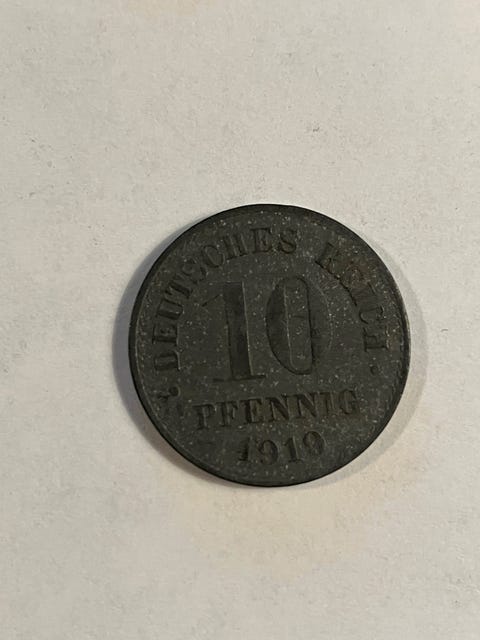 DEUTSCHES REICH
10
PFENNIG
1919